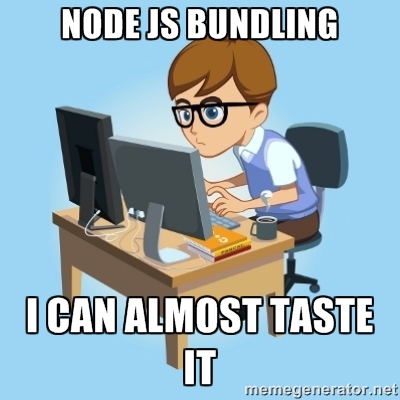 NODE JS BUNDLING
I CAN ALMOST TASTE
IT
memegenerator.net